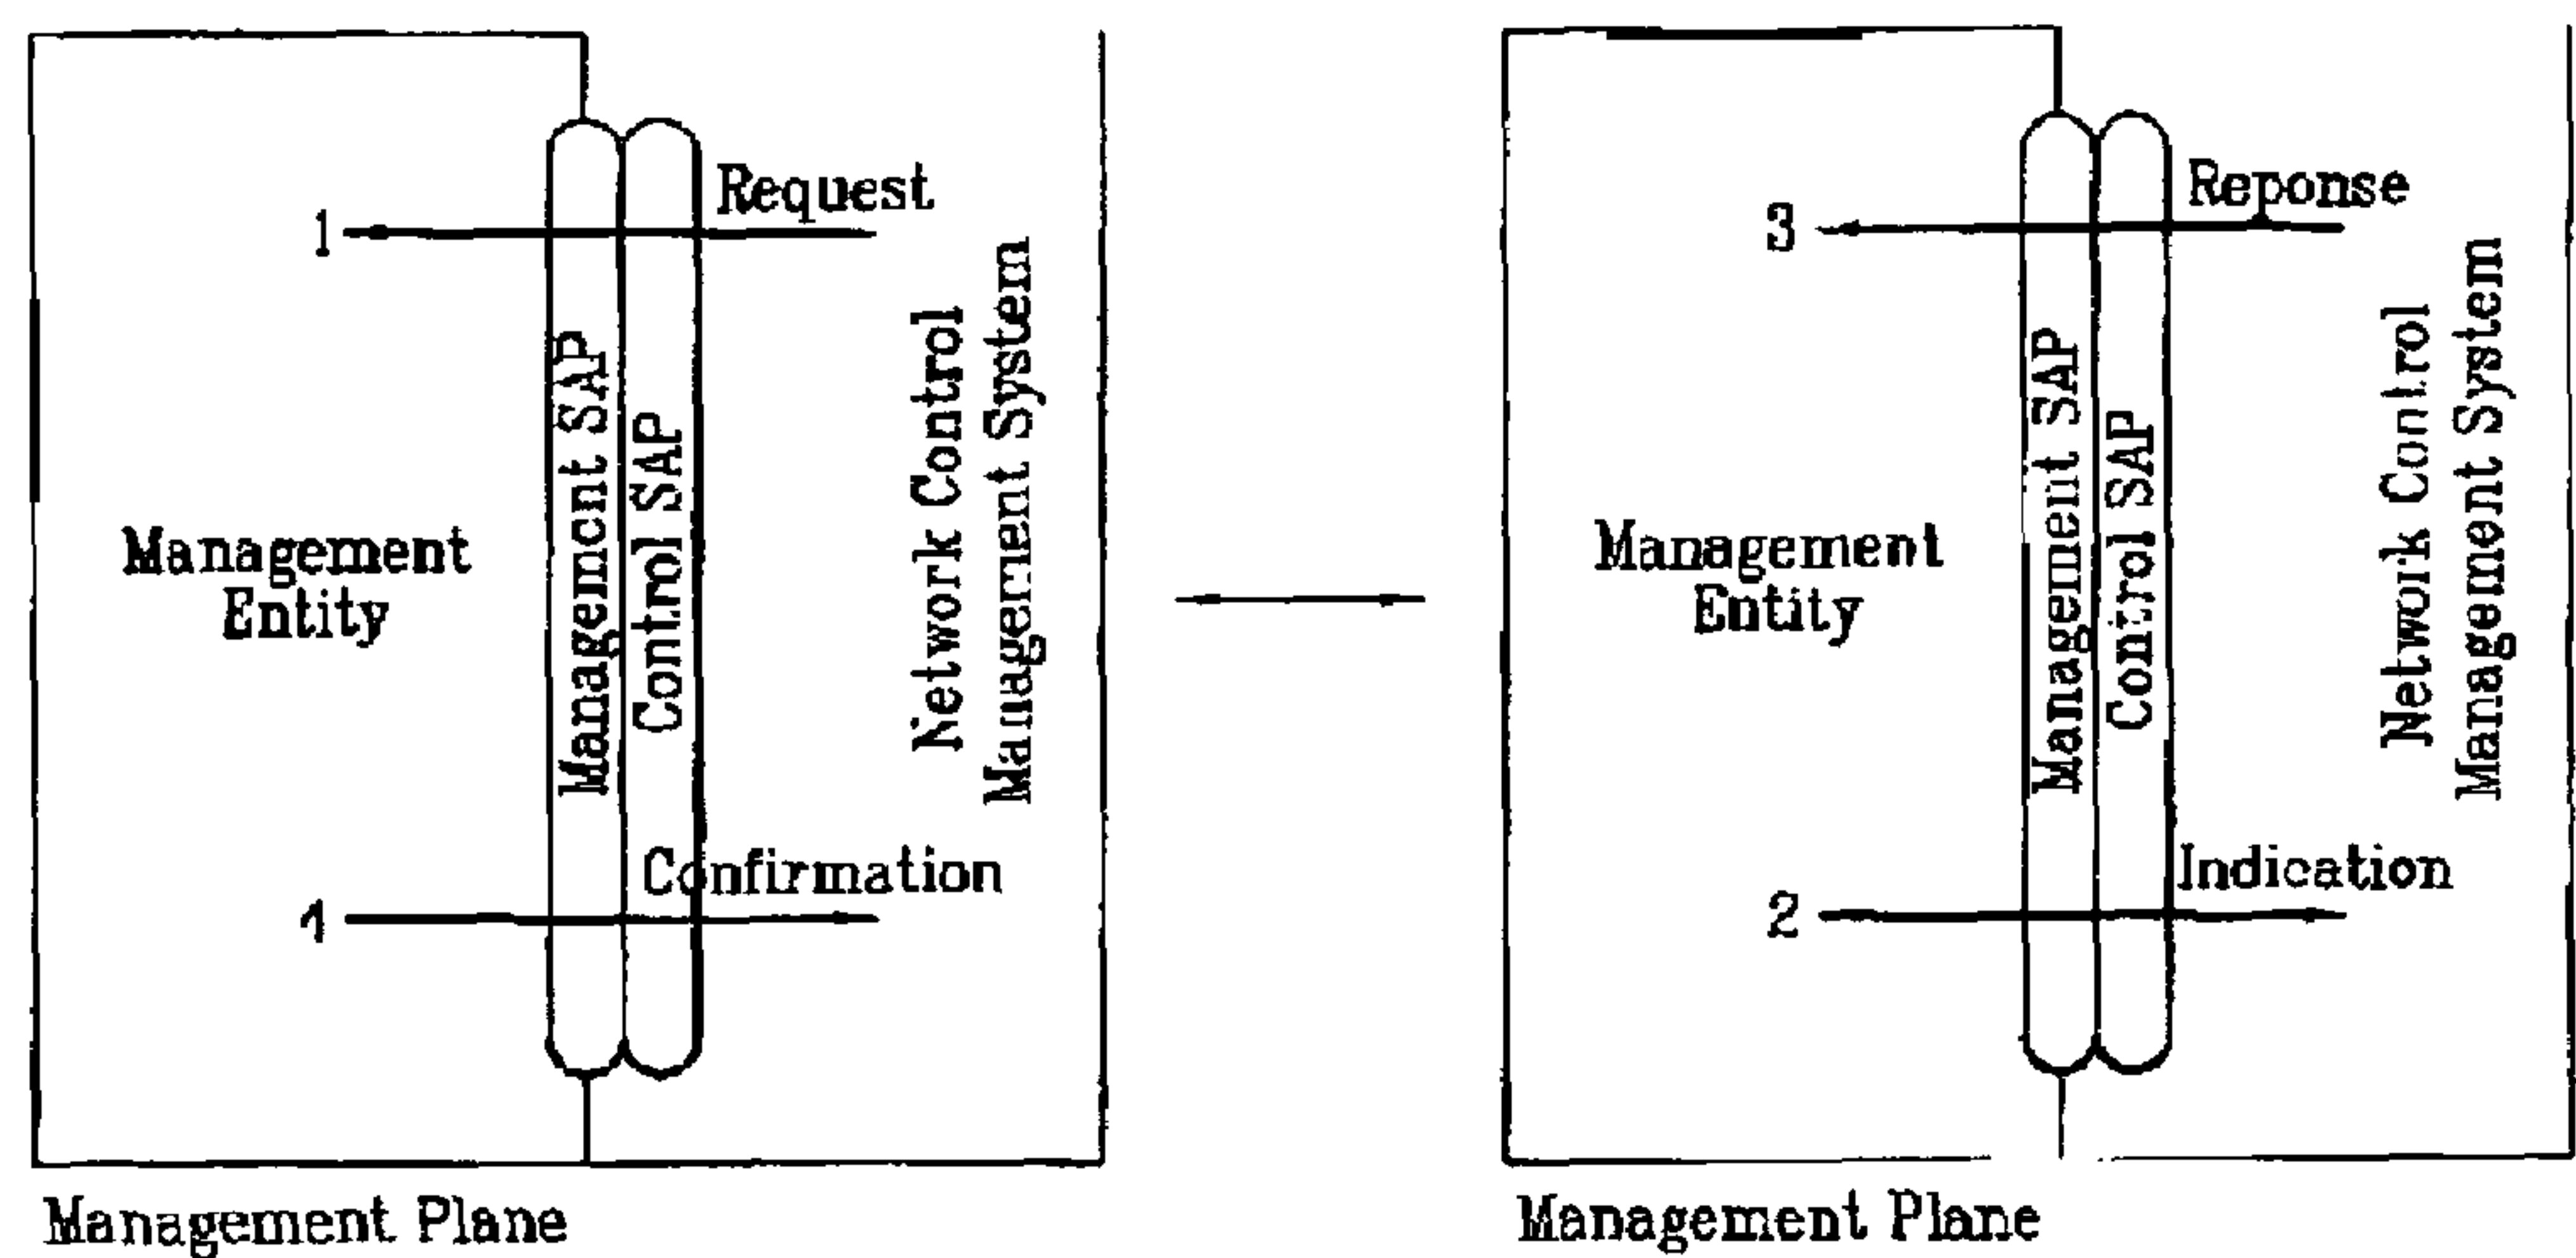 Request
1
Management SAP
Control SAP
Network Control
Management System
Management
Entity
Confirmation
4
Management Plane
Reponse
3
Management SAP
Control SAP
Network Control
Management System
Management
Entity
Indication
2
Management Plane